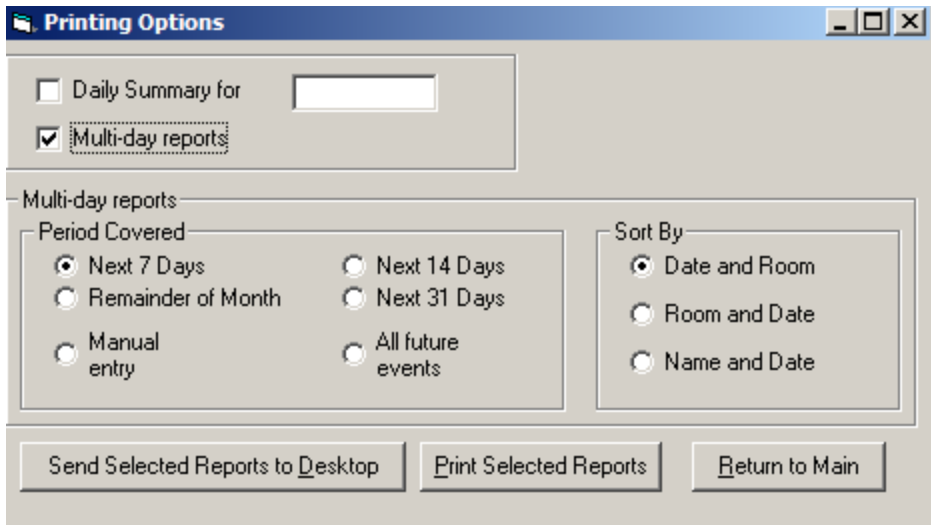 Printing Options
Daily Summary for
Multi-day reports
Multi-day reports
Period Covered
Next 7 Days
Next 14 Days
Remainder of Month
Next 31 Days
Manual
entry
All future
events
Sort By
Date and Room
Room and Date
Name and Date
Send Selected Reports to Desktop
Print Selected Reports
Return to Main